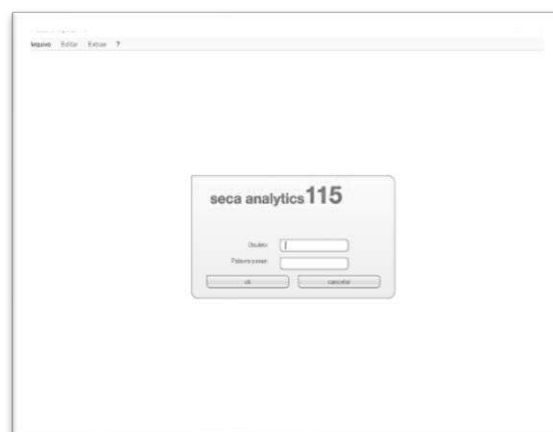 Arquivo Editar Extras ?
seca analytics 115
Usuário:
Palavra-passe:
ok cancelar